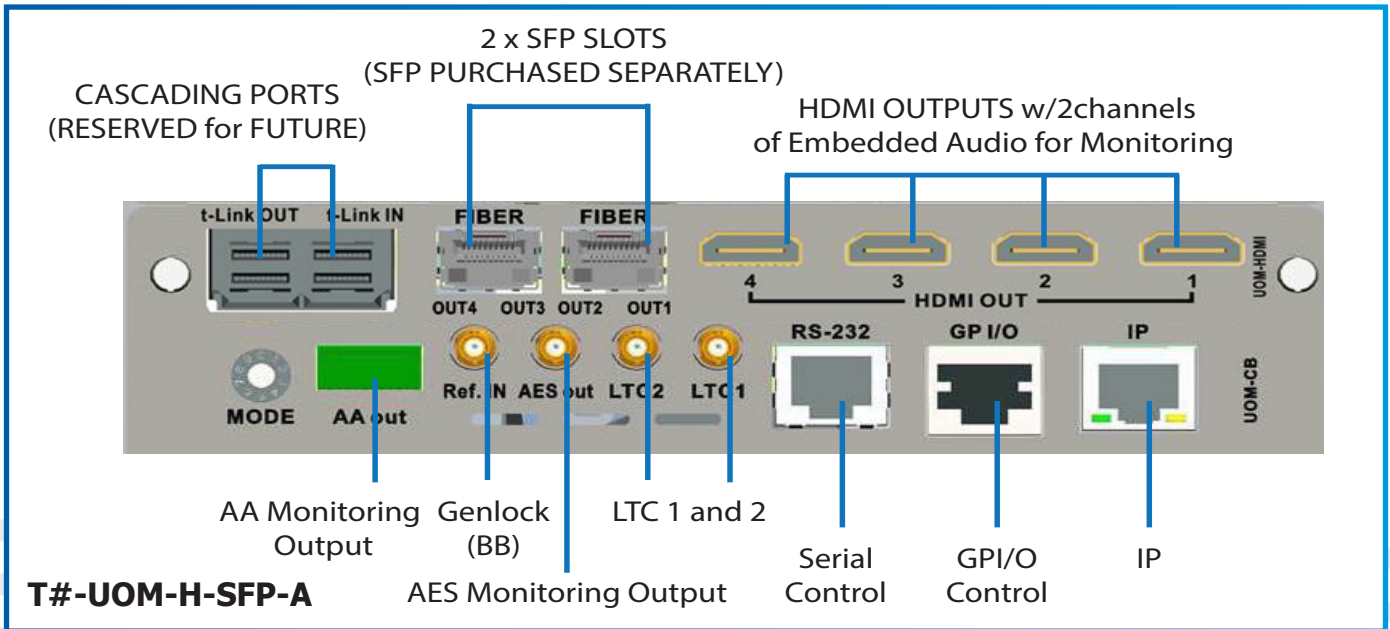 2 x SFP SLOTS
(SFP PURCHASED SEPARATELY)
CASCADING PORTS
(RESERVED for FUTURE)
HDMI OUTPUTS w/2channels
of Embedded Audio for Monitoring
t-Link OUT t-Link IN
FIBER FIBER
UOM-HDMI
4 3 2 1
HDMI OUT
OUT4 OUT3 OUT2 OUT1
RS-232 GP I/O IP
Ref. IN AES out LTC2 LTC1
MODE AA out
UOM-CB
AA Monitoring
Output
Genlock
(BB)
LTC 1 and 2
AES Monitoring Output
Serial
Control
GPI/O
Control
IP
T#-UOM-H-SFP-A